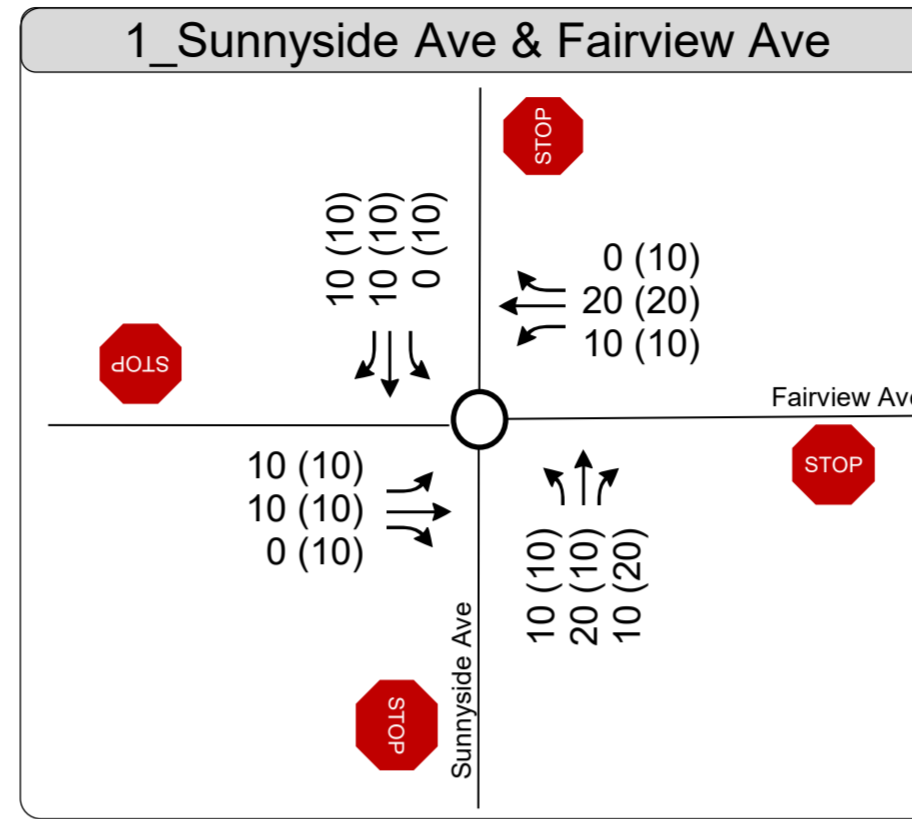 1_Sunnyside Ave & Fairview Ave
STOP
10 (10)
10 (10)
0 (10)
0 (10)
20 (20)
10 (10)
STOP
Fairview Ave
STOP
10 (10)
10 (10)
0 (10)
10 (10)
20 (10)
10 (20)
Sunnyside Ave
STOP